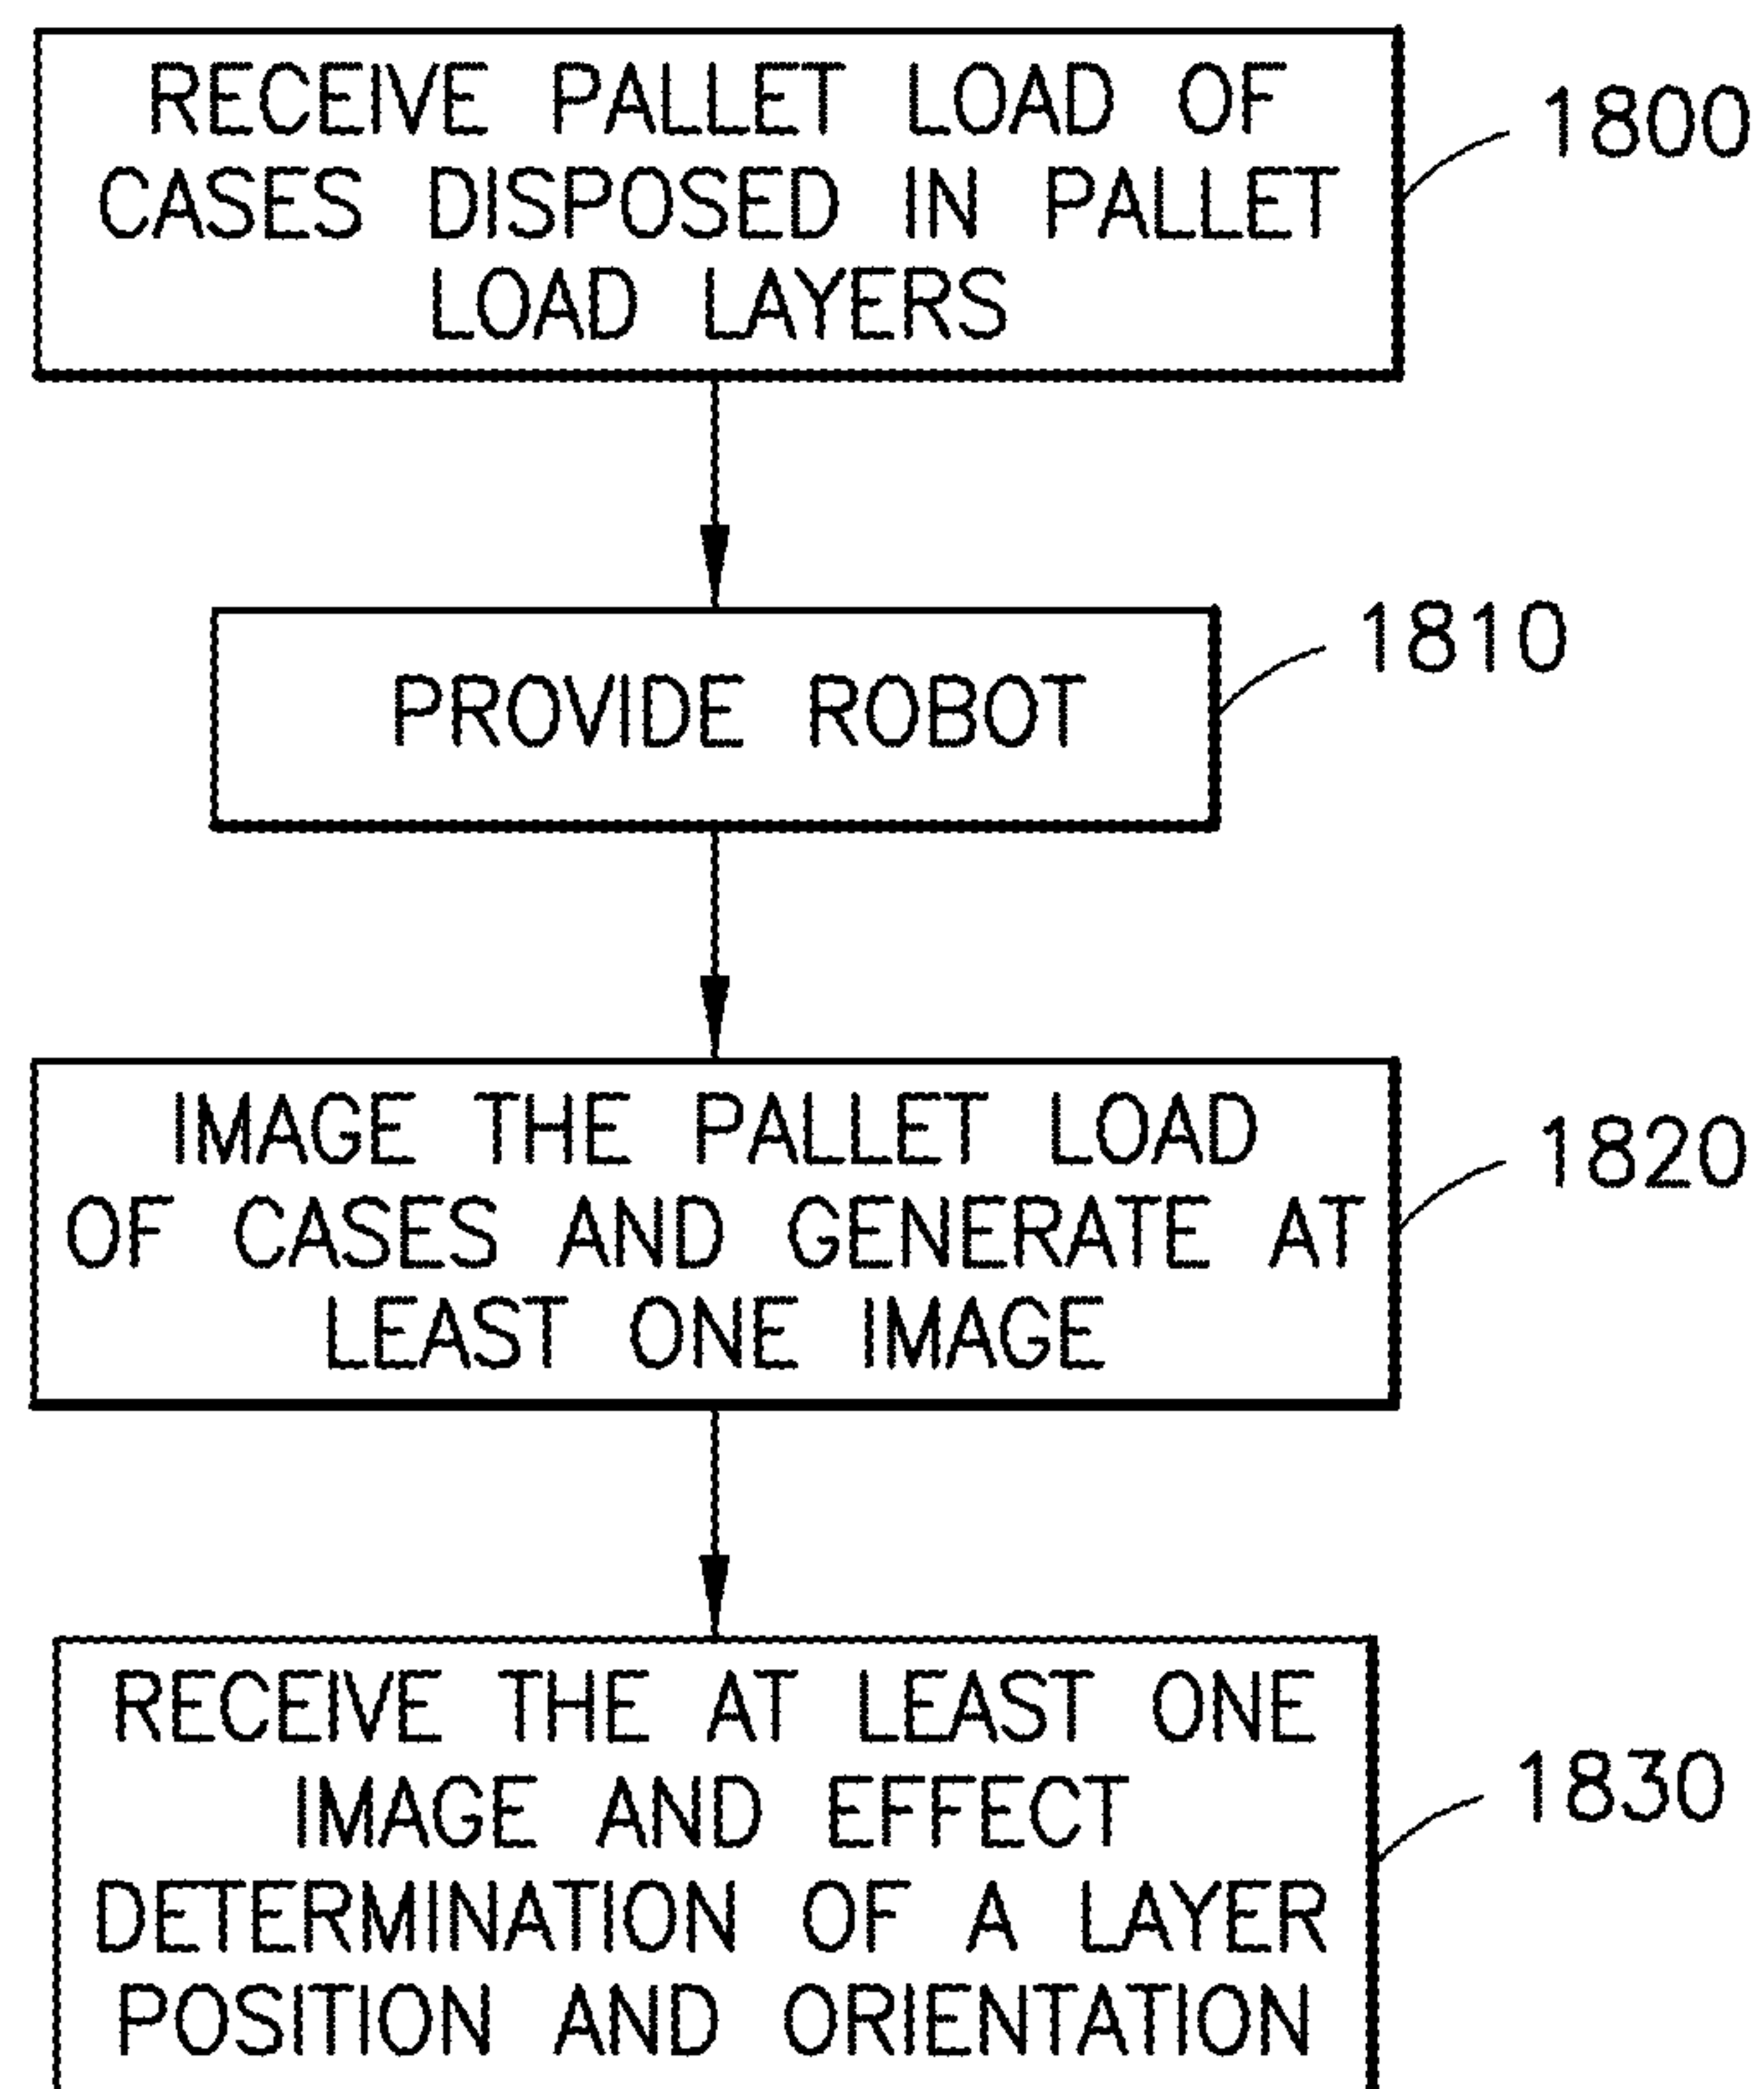 RECEIVE PALLET LOAD OF
CASES DISPOSED IN PALLET
LOAD LAYERS
1800
PROVIDE ROBOT
1810
IMAGE THE PALLET LOAD
OF CASES AND GENERATE AT
LEAST ONE IMAGE
1820
RECEIVE THE AT LEAST ONE
IMAGE AND EFFECT
DETERMINATION OF A LAYER
POSITION AND ORIENTATION
1830